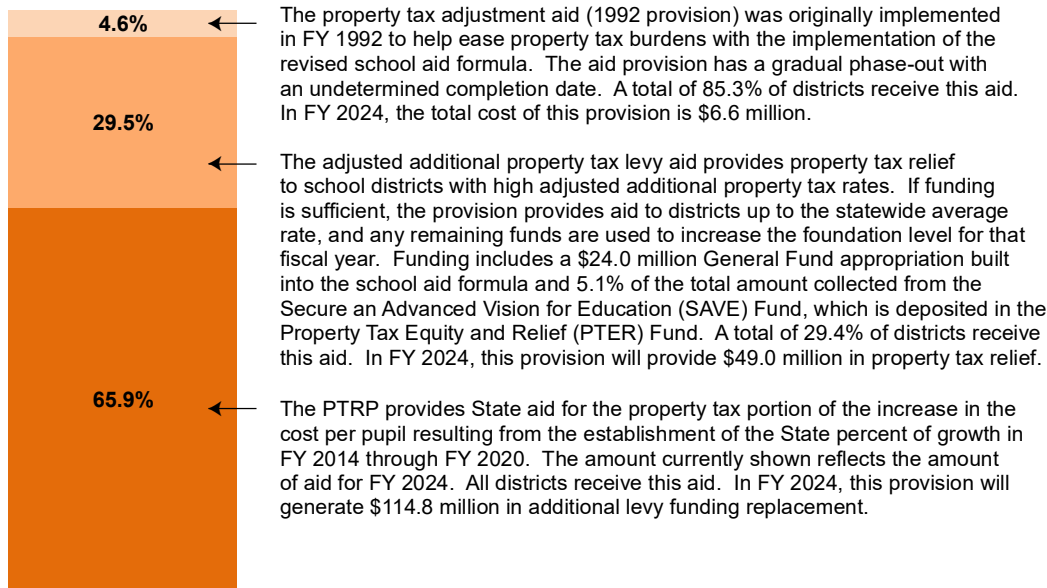 4.6%
The property tax adjustment aid (1992 provision) was originally implemented
in FY 1992 to help ease property tax burdens with the implementation of the
revised school aid formula.  The aid provision has a gradual phase-out with
an undetermined completion date.  A total of 85.3% of districts receive this aid.
In FY 2024, the total cost of this provision is $6.6 million.
29.5%
The adjusted additional property tax levy aid provides property tax relief
to school districts with high adjusted additional property tax rates.  If funding
is sufficient, the provision provides aid to districts up to the statewide average
rate, and any remaining funds are used to increase the foundation level for that
fiscal year.  Funding includes a $24.0 million General Fund appropriation built
into the school aid formula and 5.1% of the total amount collected from the
Secure an Advanced Vision for Education (SAVE) Fund, which is deposited in the
Property Tax Equity and Relief (PTER) Fund.  A total of 29.4% of districts receive
this aid.  In FY 2024, this provision will provide $49.0 million in property tax relief.
65.9%
The PTRP provides State aid for the property tax portion of the increase in the
cost per pupil resulting from the establishment of the State percent of growth in
FY 2014 through FY 2020.  The amount currently shown reflects the amount
of aid for FY 2024.  All districts receive this aid.  In FY 2024, this provision will
generate $114.8 million in additional levy funding replacement.